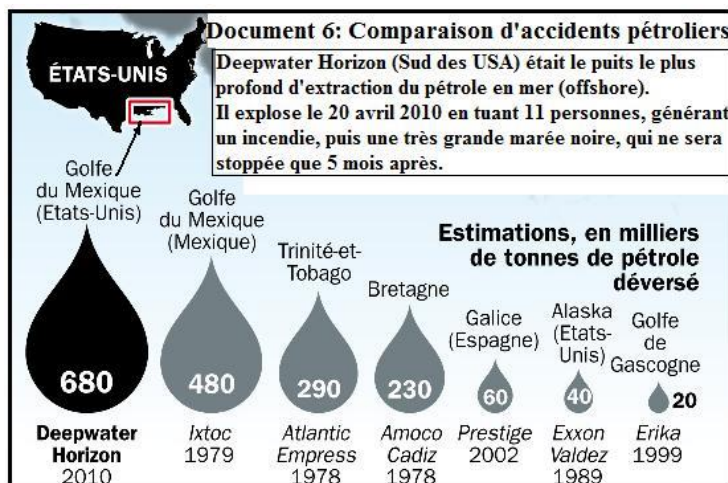 Document 6: Comparaison d'accidents pétroliers
ÉTATS-UNIS
Deepwater Horizon (Sud des USA) était le puits le plus
profond d'extraction du pétrole en mer (offshore).
Il explose le 20 avril 2010 en tuant 11 personnes, générant
un incendie, puis une très grande marée noire, qui ne sera
stoppée que 5 mois après.
Estimations, en milliers
de tonnes de pétrole
déversé
Golfe
du Mexique
(Etats-Unis)
680
Deepwater
Horizon
2010
Golfe
du Mexique
(Mexique)
480
Ixtoc
1979
Trinité-et-
Tobago
290
Atlantic
Empress
1978
Bretagne
230
Amoco
Cadiz
1978
Galice
(Espagne)
60
Prestige
2002
Alaska
(Etats-
Unis)
40
Exxon
Valdez
1989
Golfe
de
Gascogne
20
Erika
1999